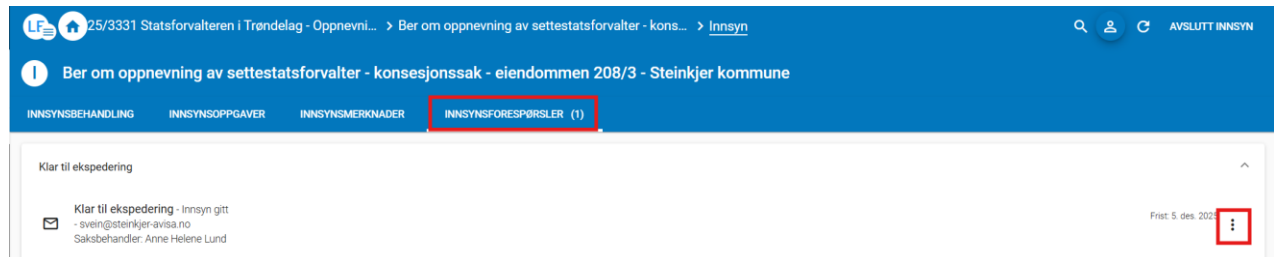 LF 25/3331 Statsforvalteren i Trøndelag - Oppnevni... > Ber om oppnevning av settestatsforvalter - kons... > Innsyn AVSLUTT INNSYN
I Ber om oppnevning av settestatsforvalter - konsesjonssak - eiendommen 208/3 - Steinkjer kommune
INNSYNSBEHANDLING INNSYNSOPPGAVER INNSYNSMERKNADER INNSYNSFORESPØRSLER (1)
Klar til ekspedering
Klar til ekspedering - Innsyn gitt
- svein@steinkjer-avisa.no
Frist: 5. des. 2025
Saksbehandler: Anne Helene Lund